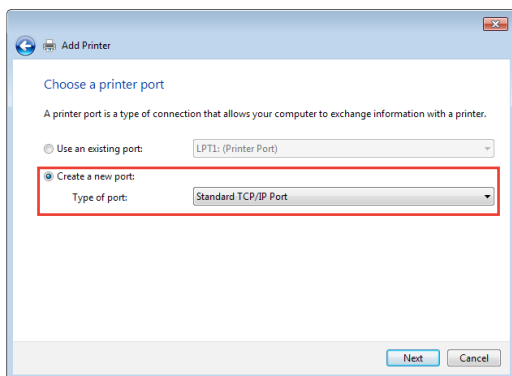 Add Printer
Choose a printer port
A printer port is a type of connection that allows your computer to exchange information with a printer.
Use an existing port: LPT1: (Printer Port)
Create a new port:
Type of port: Standard TCP/IP Port
Next Cancel